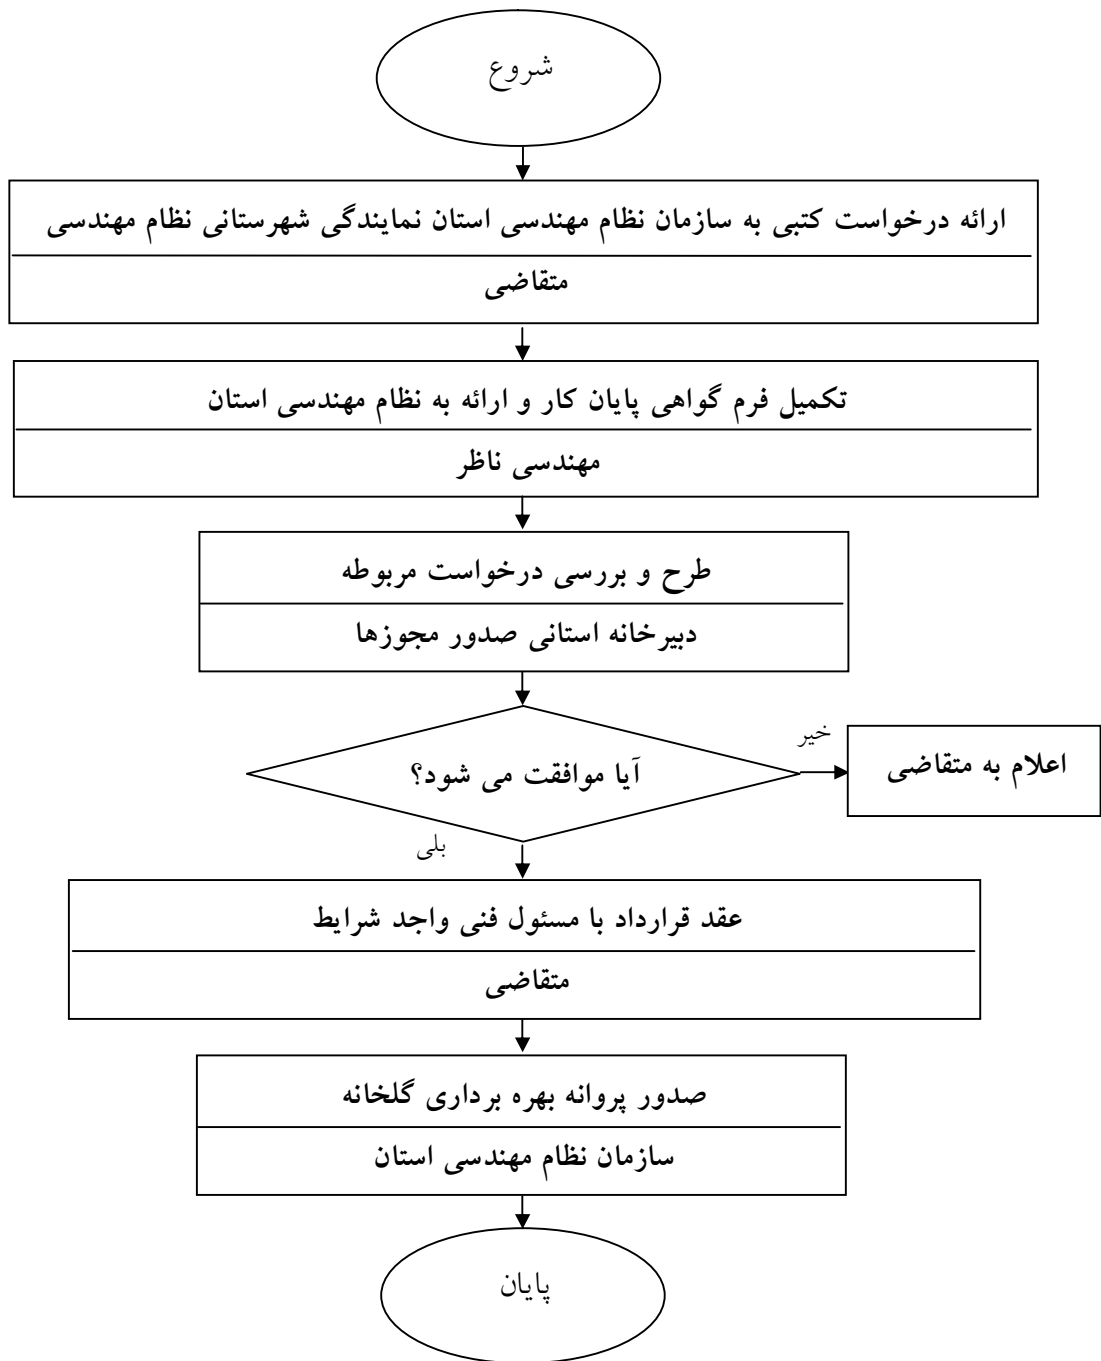 شروع
ارائه درخواست کتبی به سازمان نظام مهندسی استان نمایندگی شهرستانی نظام مهندسی
متقاضی
تکمیل فرم گواهی پایان کار و ارائه به نظام مهندسی استان
مهندسی ناظر
طرح و بررسی درخواست مربوطه
دبیرخانه استانی صدور مجوزها
آیا موافقت می شود؟
خیر
اعلام به متقاضی
بلی
عقد قرارداد با مسئول فنی واجد شرایط
متقاضی
صدور پروانه بهره برداری گلخانه
سازمان نظام مهندسی استان
پایان